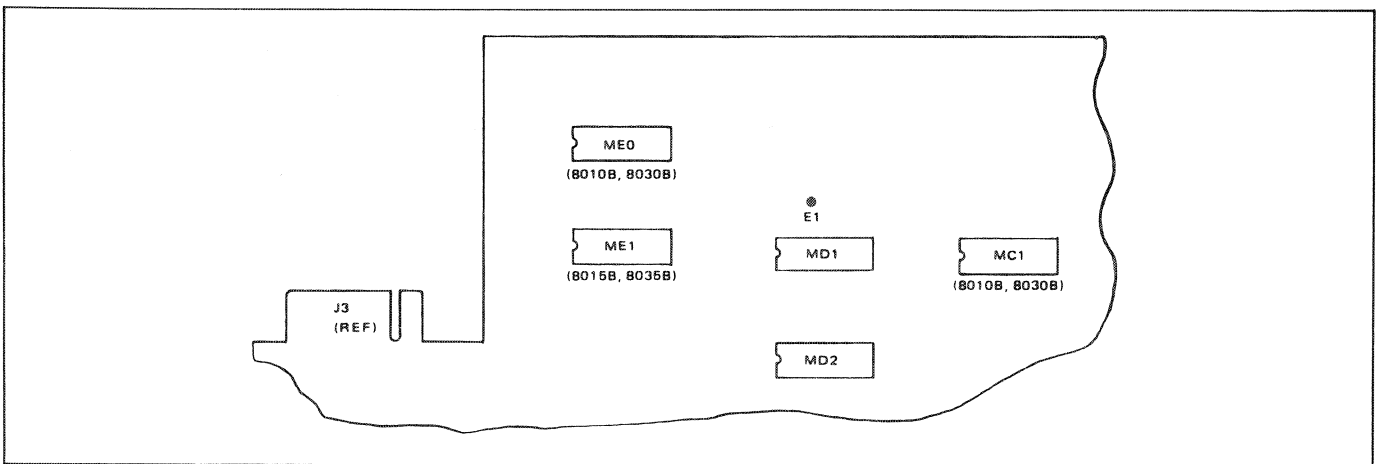 ME0
(8010B, 8030B)
E1
ME1
(8015B, 8035B)
MD1
MC1
(8010B, 8030B)
J3
(REF)
MD2